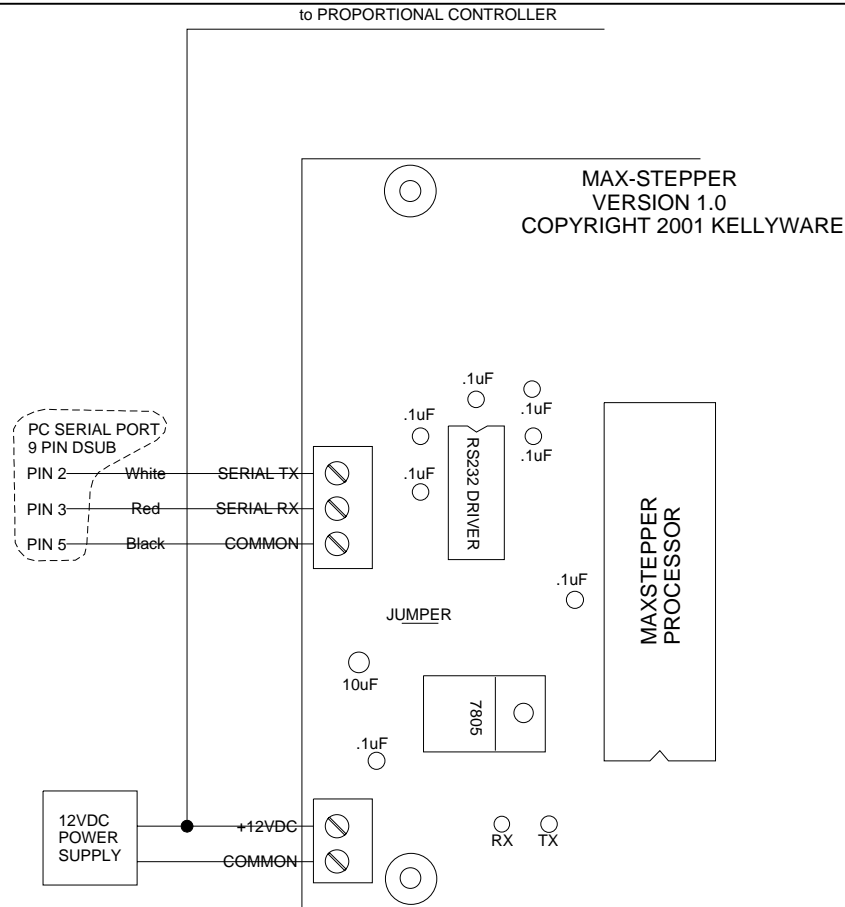 to PROPORTIONAL CONTROLLER
MAX-STEPPER
VERSION 1.0
COPYRIGHT 2001 KELLYWARE
.1uF
.1uF
.1uF
.1uF
.1uF
RS232 DRIVER
PC SERIAL PORT
9 PIN DSUB
PIN 2 White SERIAL TX
PIN 3 Red SERIAL RX
PIN 5 Black COMMON
.1uF
MAXSTEPPER
PROCESSOR
JUMPER
10uF
7805
.1uF
12VDC
POWER
SUPPLY
+12VDC
COMMON
RX TX